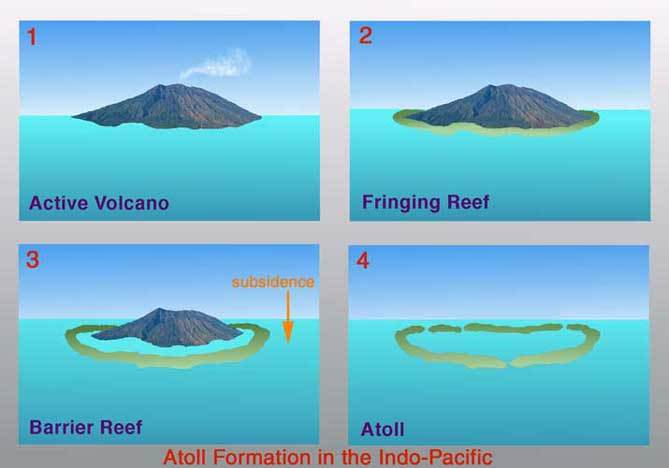 1
Active Volcano
2
Fringing Reef
3
subsidence
Barrier Reef
4
Atoll
Atoll Formation in the Indo-Pacific